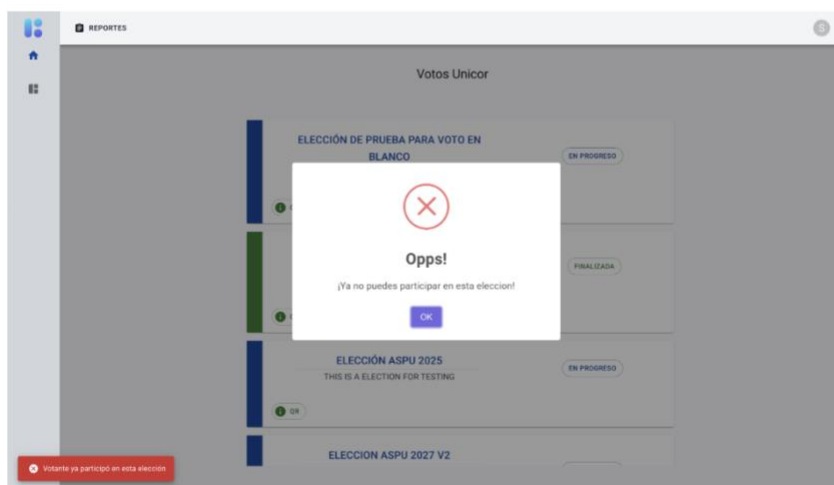 REPORTES
S
Votos Unicor
ELECCIÓN DE PRUEBA PARA VOTO EN
BLANCO
EN PROGRESO
Opps!
¡Ya no puedes participar en esta eleccion!
OK
FINALIZADA
ELECCIÓN ASPU 2025
THIS IS A ELECTION FOR TESTING
EN PROGRESO
QR
ELECCION ASPU 2027 V2
Votante ya participó en esta elección